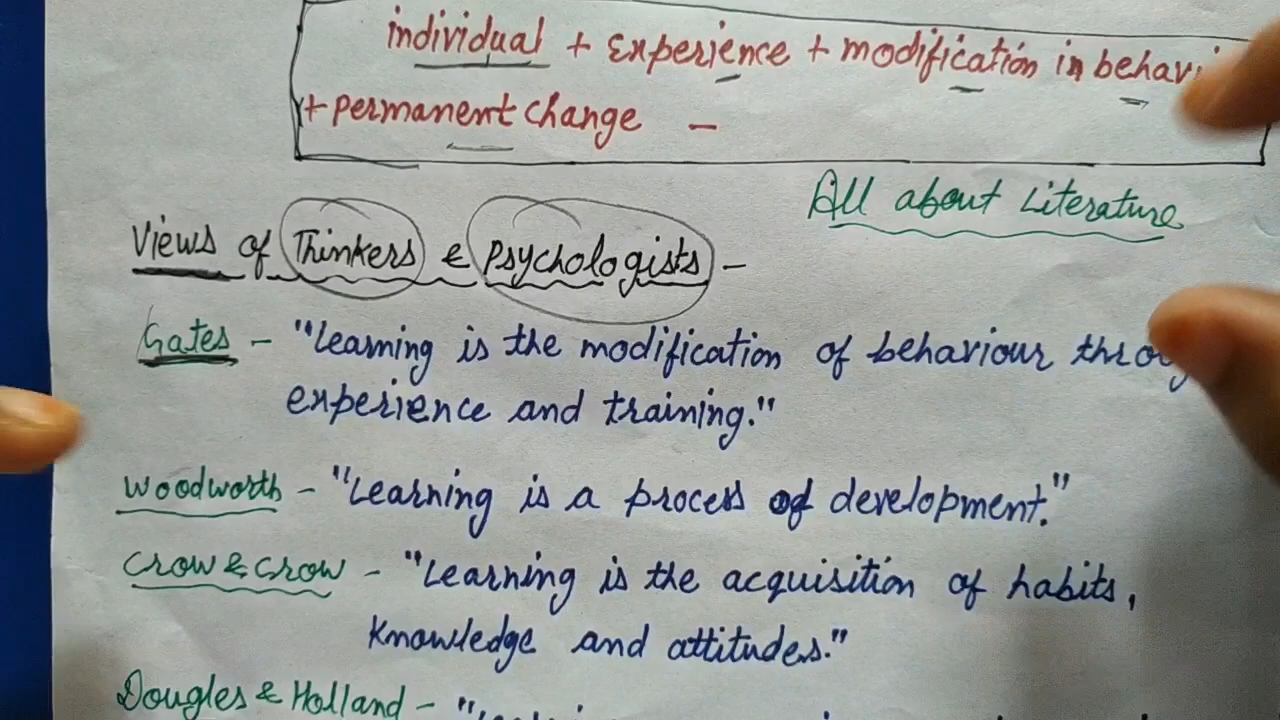 individual + Experience + modification in behavi
+ permanent change –
All about Literature
Views of Thinkers & Psychologists –
Gates – "Learning is the modification of behaviour throug
experience and training."
Woodworth – "Learning is a process of development."
Crow & Crow – "Learning is the acquisition of habits,
Knowledge and attitudes."
Dougles & Holland – "